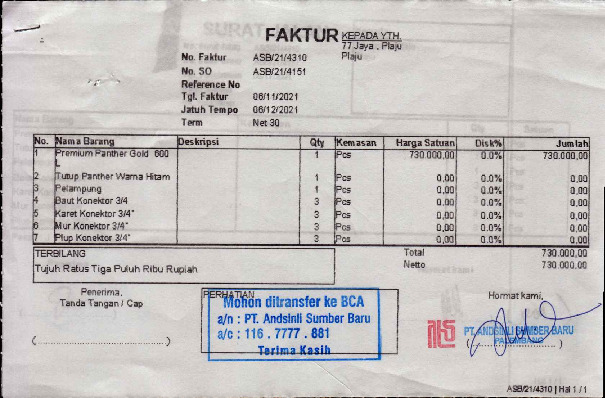 FAKTUR
KEPADA YTH.
77 Jaya , Plaju
Plaju
No. Faktur ASB/21/4310
No. SO ASB/21/4151
Reference No
Tgl. Faktur 06/11/2021
Jatuh Tempo 06/12/2021
Term Net 30
No. Nama Barang Deskripsi Qty Kemasan Harga Satuan Disk% Jumlah
1 Premium Panther Gold 600 L 1 Pcs 730.000,00 0.0% 730.000,00
2 Tutup Panther Warna Hitam 1 Pcs 0,00 0.0% 0,00
3 Pelampung 1 Pcs 0,00 0.0% 0,00
4 Baut Konektor 3/4 3 Pcs 0,00 0.0% 0,00
5 Karet Konektor 3/4" 3 Pcs 0,00 0.0% 0,00
6 Mur Konektor 3/4" 3 Pcs 0,00 0.0% 0,00
7 Plup Konektor 3/4" 3 Pcs 0,00 0.0% 0,00
TERBILANG
Tujuh Ratus Tiga Puluh Ribu Rupiah
Total 730.000,00
Netto 730.000,00
Penerima,
Tanda Tangan / Cap
(..............................)
PERHATIAN
Mohon ditransfer ke BCA
a/n : PT. Andsinli Sumber Baru
a/c : 116 . 7777 . 881
Terima Kasih
Hormat kami,
PT. ANDSINLI SUMBER BARU
PALEMBANG
ASB/21/4310 | Hal 1 / 1